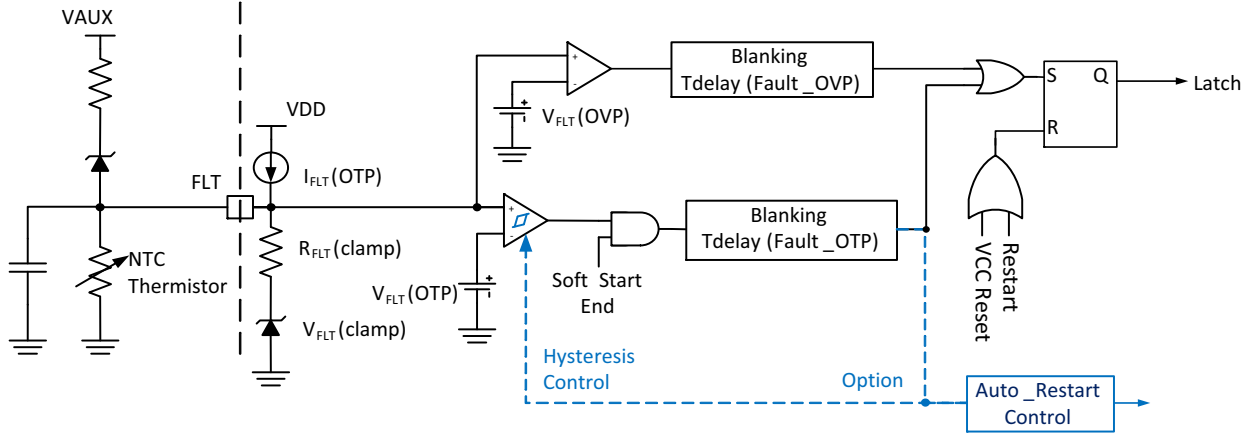 VAUX
VDD
FLT
I_FLT(OTP)
NTC
Thermistor
R_FLT(clamp)
V_FLT(clamp)
+
-
V_FLT(OVP)
+
-
Blanking
Tdelay (Fault _OVP)
+
-
V_FLT(OTP)
+
-
Soft Start
End
Blanking
Tdelay (Fault _OTP)
S
Q
R
Latch
Restart
VCC Reset
Hysteresis
Control
Option
Auto _Restart
Control